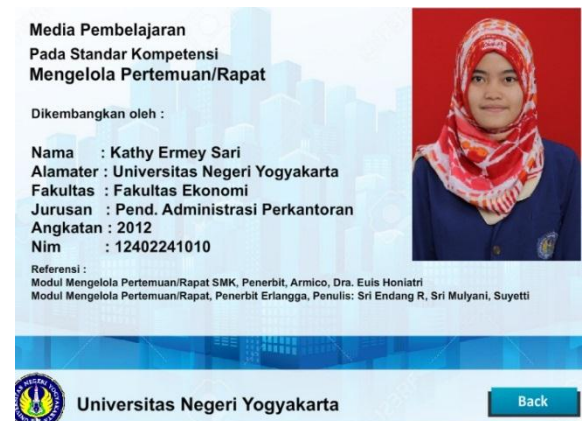 Media Pembelajaran
Pada Standar Kompetensi
Mengelola Pertemuan/Rapat
Dikembangkan oleh :
Nama : Kathy Ermey Sari
Alamater : Universitas Negeri Yogyakarta
Fakultas : Fakultas Ekonomi
Jurusan : Pend. Administrasi Perkantoran
Angkatan : 2012
Nim : 12402241010
Referensi :
Modul Mengelola Pertemuan/Rapat SMK, Penerbit, Armico, Dra. Euis Honiatri
Modul Mengelola Pertemuan/Rapat, Penerbit Erlangga, Penulis: Sri Endang R, Sri Mulyani, Suyetti
Universitas Negeri Yogyakarta
Back